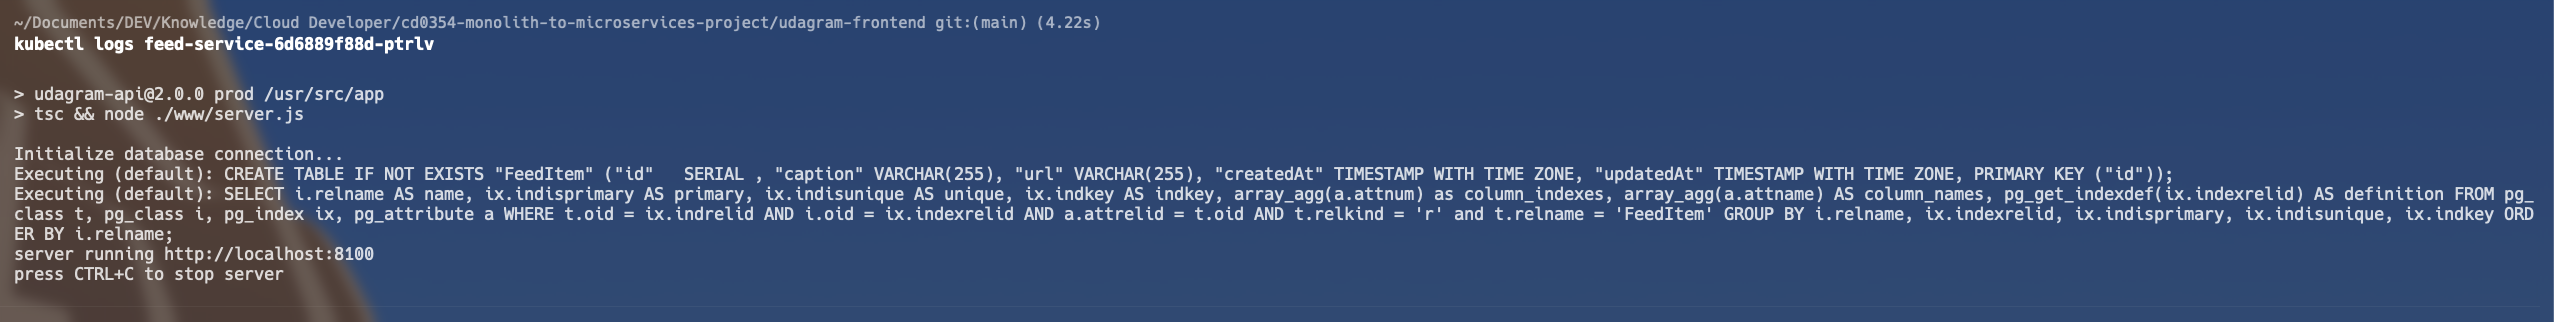 ~/Documents/DEV/Knowledge/Cloud Developer/cd0354-monolith-to-microservices-project/udagram-frontend git:(main) (4.22s)
kubectl logs feed-service-6d6889f88d-ptrlv
> udagram-api@2.0.0 prod /usr/src/app
> tsc && node ./www/server.js
Initialize database connection...
Executing (default): CREATE TABLE IF NOT EXISTS "FeedItem" ("id"   SERIAL , "caption" VARCHAR(255), "url" VARCHAR(255), "createdAt" TIMESTAMP WITH TIME ZONE, "updatedAt" TIMESTAMP WITH TIME ZONE, PRIMARY KEY ("id"));
Executing (default): SELECT i.relname AS name, ix.indisprimary AS primary, ix.indisunique AS unique, ix.indkey AS indkey, array_agg(a.attnum) as column_indexes, array_agg(a.attname) AS column_names, pg_get_indexdef(ix.indexrelid) AS definition FROM pg_
class t, pg_class i, pg_index ix, pg_attribute a WHERE t.oid = ix.indrelid AND i.oid = ix.indexrelid AND a.attrelid = t.oid AND t.relkind = 'r' and t.relname = 'FeedItem' GROUP BY i.relname, ix.indexrelid, ix.indisprimary, ix.indisunique, ix.indkey ORD
ER BY i.relname;
server running http://localhost:8100
press CTRL+C to stop server